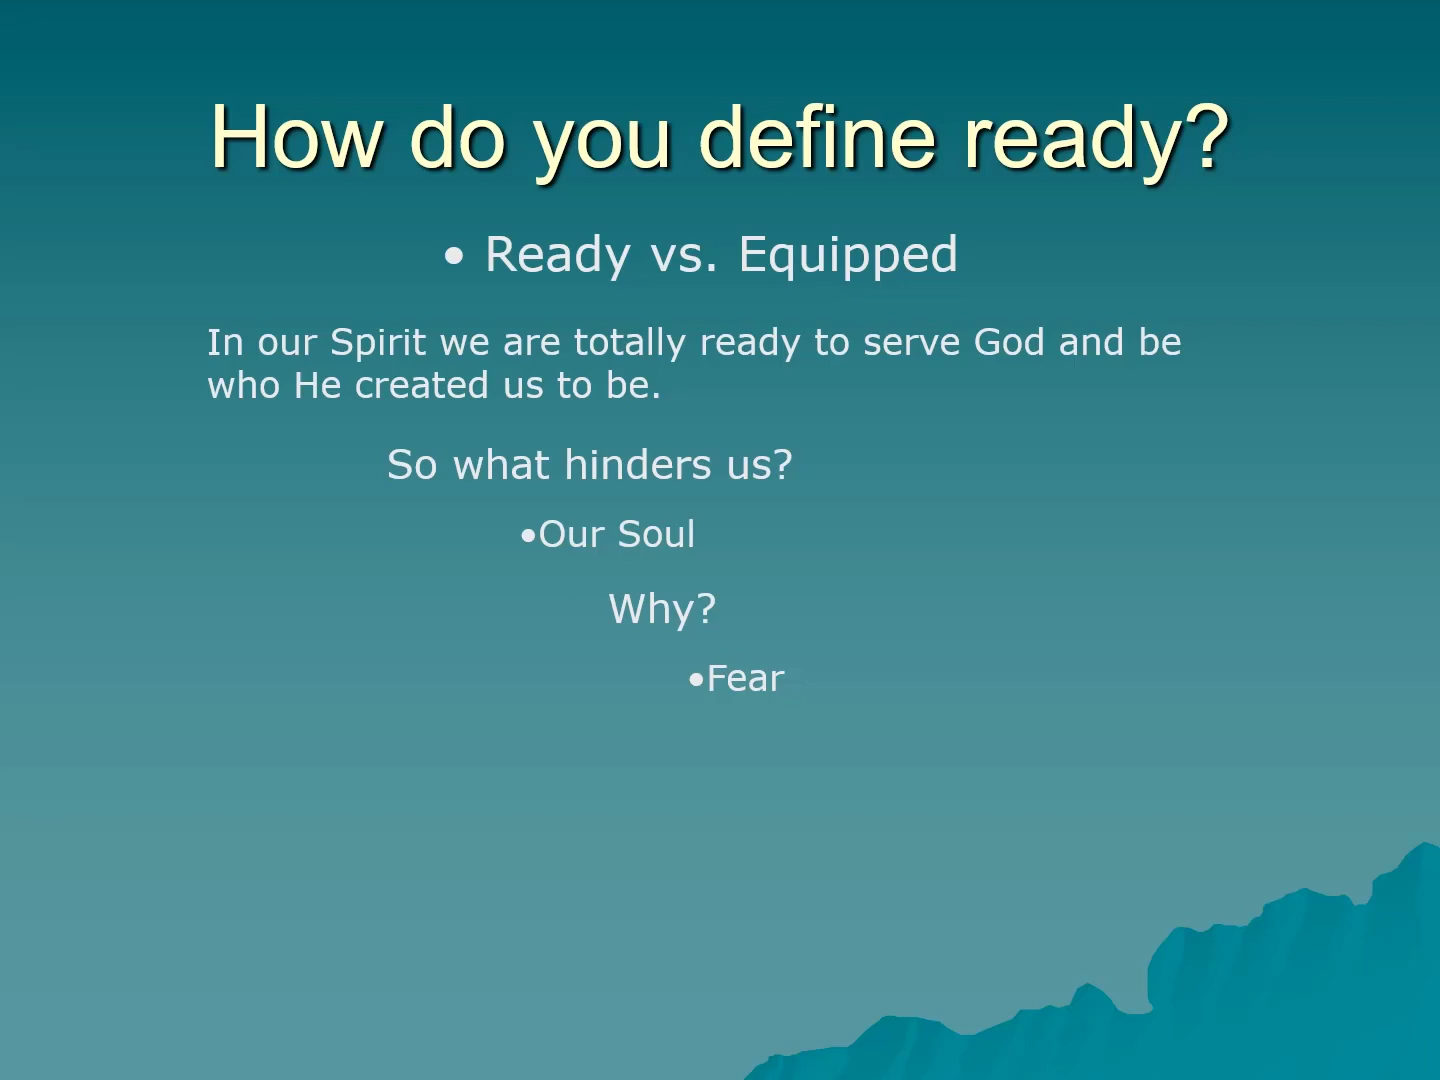 How do you define ready?
• Ready vs. Equipped
In our Spirit we are totally ready to serve God and be
who He created us to be.
So what hinders us?
•Our Soul
Why?
•Fear